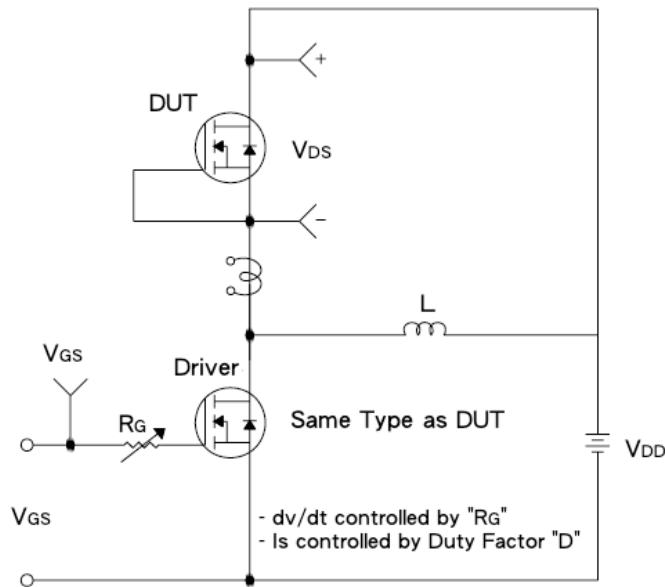 +
DUT
VDS
-
L
VGS
Driver
RG
Same Type as DUT
VDD
VGS
- dv/dt controlled by "RG"
- Is controlled by Duty Factor "D"